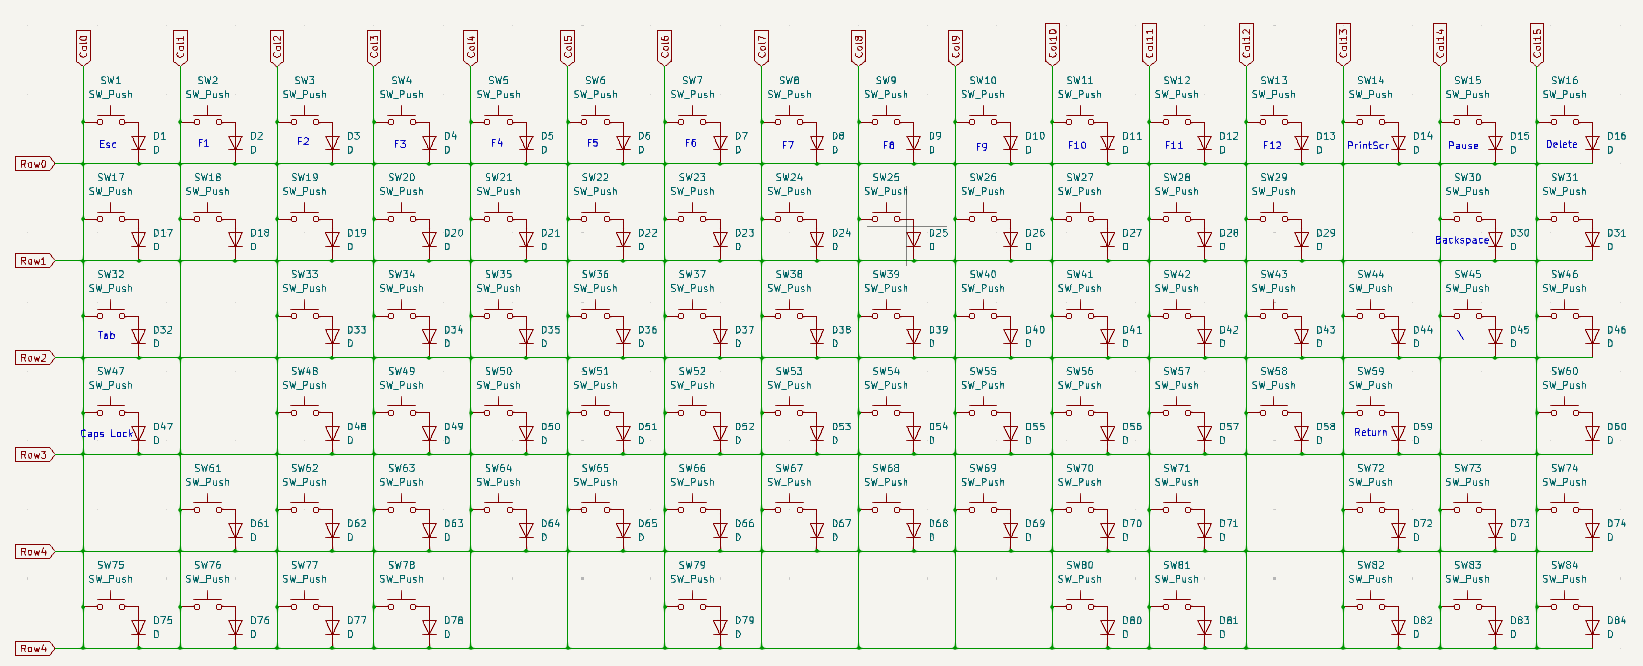 Col0 Col1 Col2 Col3 Col4 Col5 Col6 Col7 Col8 Col9 Col10 Col11 Col12 Col13 Col14 Col15
SW1 SW2 SW3 SW4 SW5 SW6 SW7 SW8 SW9 SW10 SW11 SW12 SW13 SW14 SW15 SW16
SW_Push SW_Push SW_Push SW_Push SW_Push SW_Push SW_Push SW_Push SW_Push SW_Push SW_Push SW_Push SW_Push SW_Push SW_Push SW_Push
D1 D2 D3 D4 D5 D6 D7 D8 D9 D10 D11 D12 D13 D14 D15 D16
Esc D F1 D F2 D F3 D F4 D F5 D F6 D F7 D F8 D F9 D F10 D F11 D F12 D PrintScr D Pause D Delete D
Row0
SW17 SW18 SW19 SW20 SW21 SW22 SW23 SW24 SW25 SW26 SW27 SW28 SW29 SW30 SW31
SW_Push SW_Push SW_Push SW_Push SW_Push SW_Push SW_Push SW_Push SW_Push SW_Push SW_Push SW_Push SW_Push SW_Push SW_Push
D17 D18 D19 D20 D21 D22 D23 D24 D25 D26 D27 D28 D29 D30 D31
D D D D D D D D D D D D D Backspace D D
Row1
SW32 SW33 SW34 SW35 SW36 SW37 SW38 SW39 SW40 SW41 SW42 SW43 SW44 SW45 SW46
SW_Push SW_Push SW_Push SW_Push SW_Push SW_Push SW_Push SW_Push SW_Push SW_Push SW_Push SW_Push SW_Push SW_Push SW_Push
D32 D33 D34 D35 D36 D37 D38 D39 D40 D41 D42 D43 D44 D45 D46
Tab D D D D D D D D D D D D D \ D D
Row2
SW47 SW48 SW49 SW50 SW51 SW52 SW53 SW54 SW55 SW56 SW57 SW58 SW59 SW60
SW_Push SW_Push SW_Push SW_Push SW_Push SW_Push SW_Push SW_Push SW_Push SW_Push SW_Push SW_Push SW_Push SW_Push
D47 D48 D49 D50 D51 D52 D53 D54 D55 D56 D57 D58 D59 D60
Caps Lock D D D D D D D D D D D D Return D D
Row3
SW61 SW62 SW63 SW64 SW65 SW66 SW67 SW68 SW69 SW70 SW71 SW72 SW73 SW74
SW_Push SW_Push SW_Push SW_Push SW_Push SW_Push SW_Push SW_Push SW_Push SW_Push SW_Push SW_Push SW_Push SW_Push
D61 D62 D63 D64 D65 D66 D67 D68 D69 D70 D71 D72 D73 D74
D D D D D D D D D D D D D D
Row4
SW75 SW76 SW77 SW78 SW79 SW80 SW81 SW82 SW83 SW84
SW_Push SW_Push SW_Push SW_Push SW_Push SW_Push SW_Push SW_Push SW_Push SW_Push
D75 D76 D77 D78 D79 D80 D81 D82 D83 D84
D D D D D D D D D D
Row4